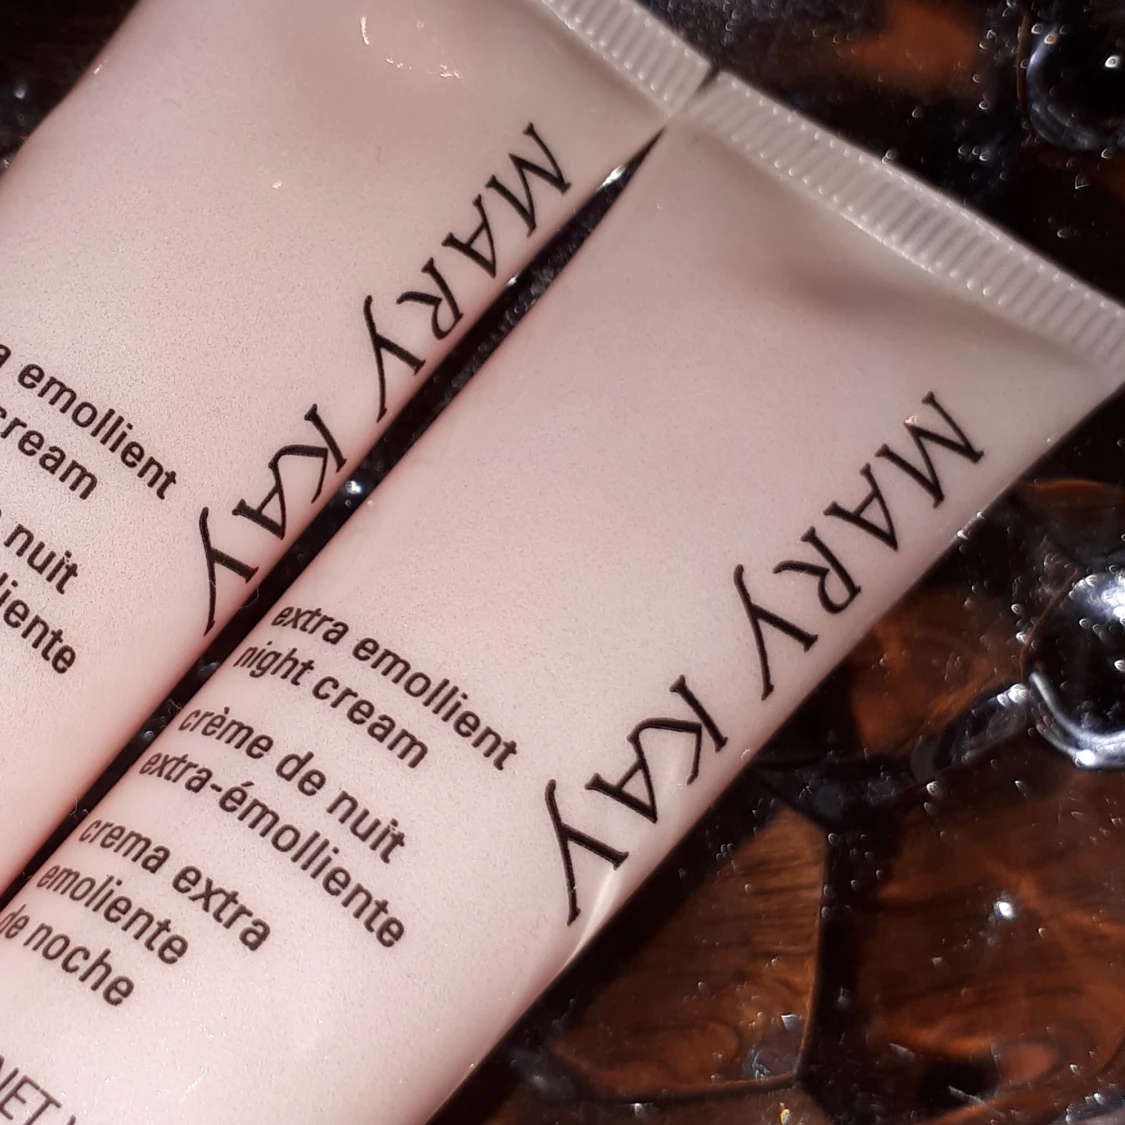 MARY KAY
emollient
cream
nuit
MARY KAY
extra emollient
night cream
crème de nuit
extra-émolliente
crema extra
emoliente
de noche
NET